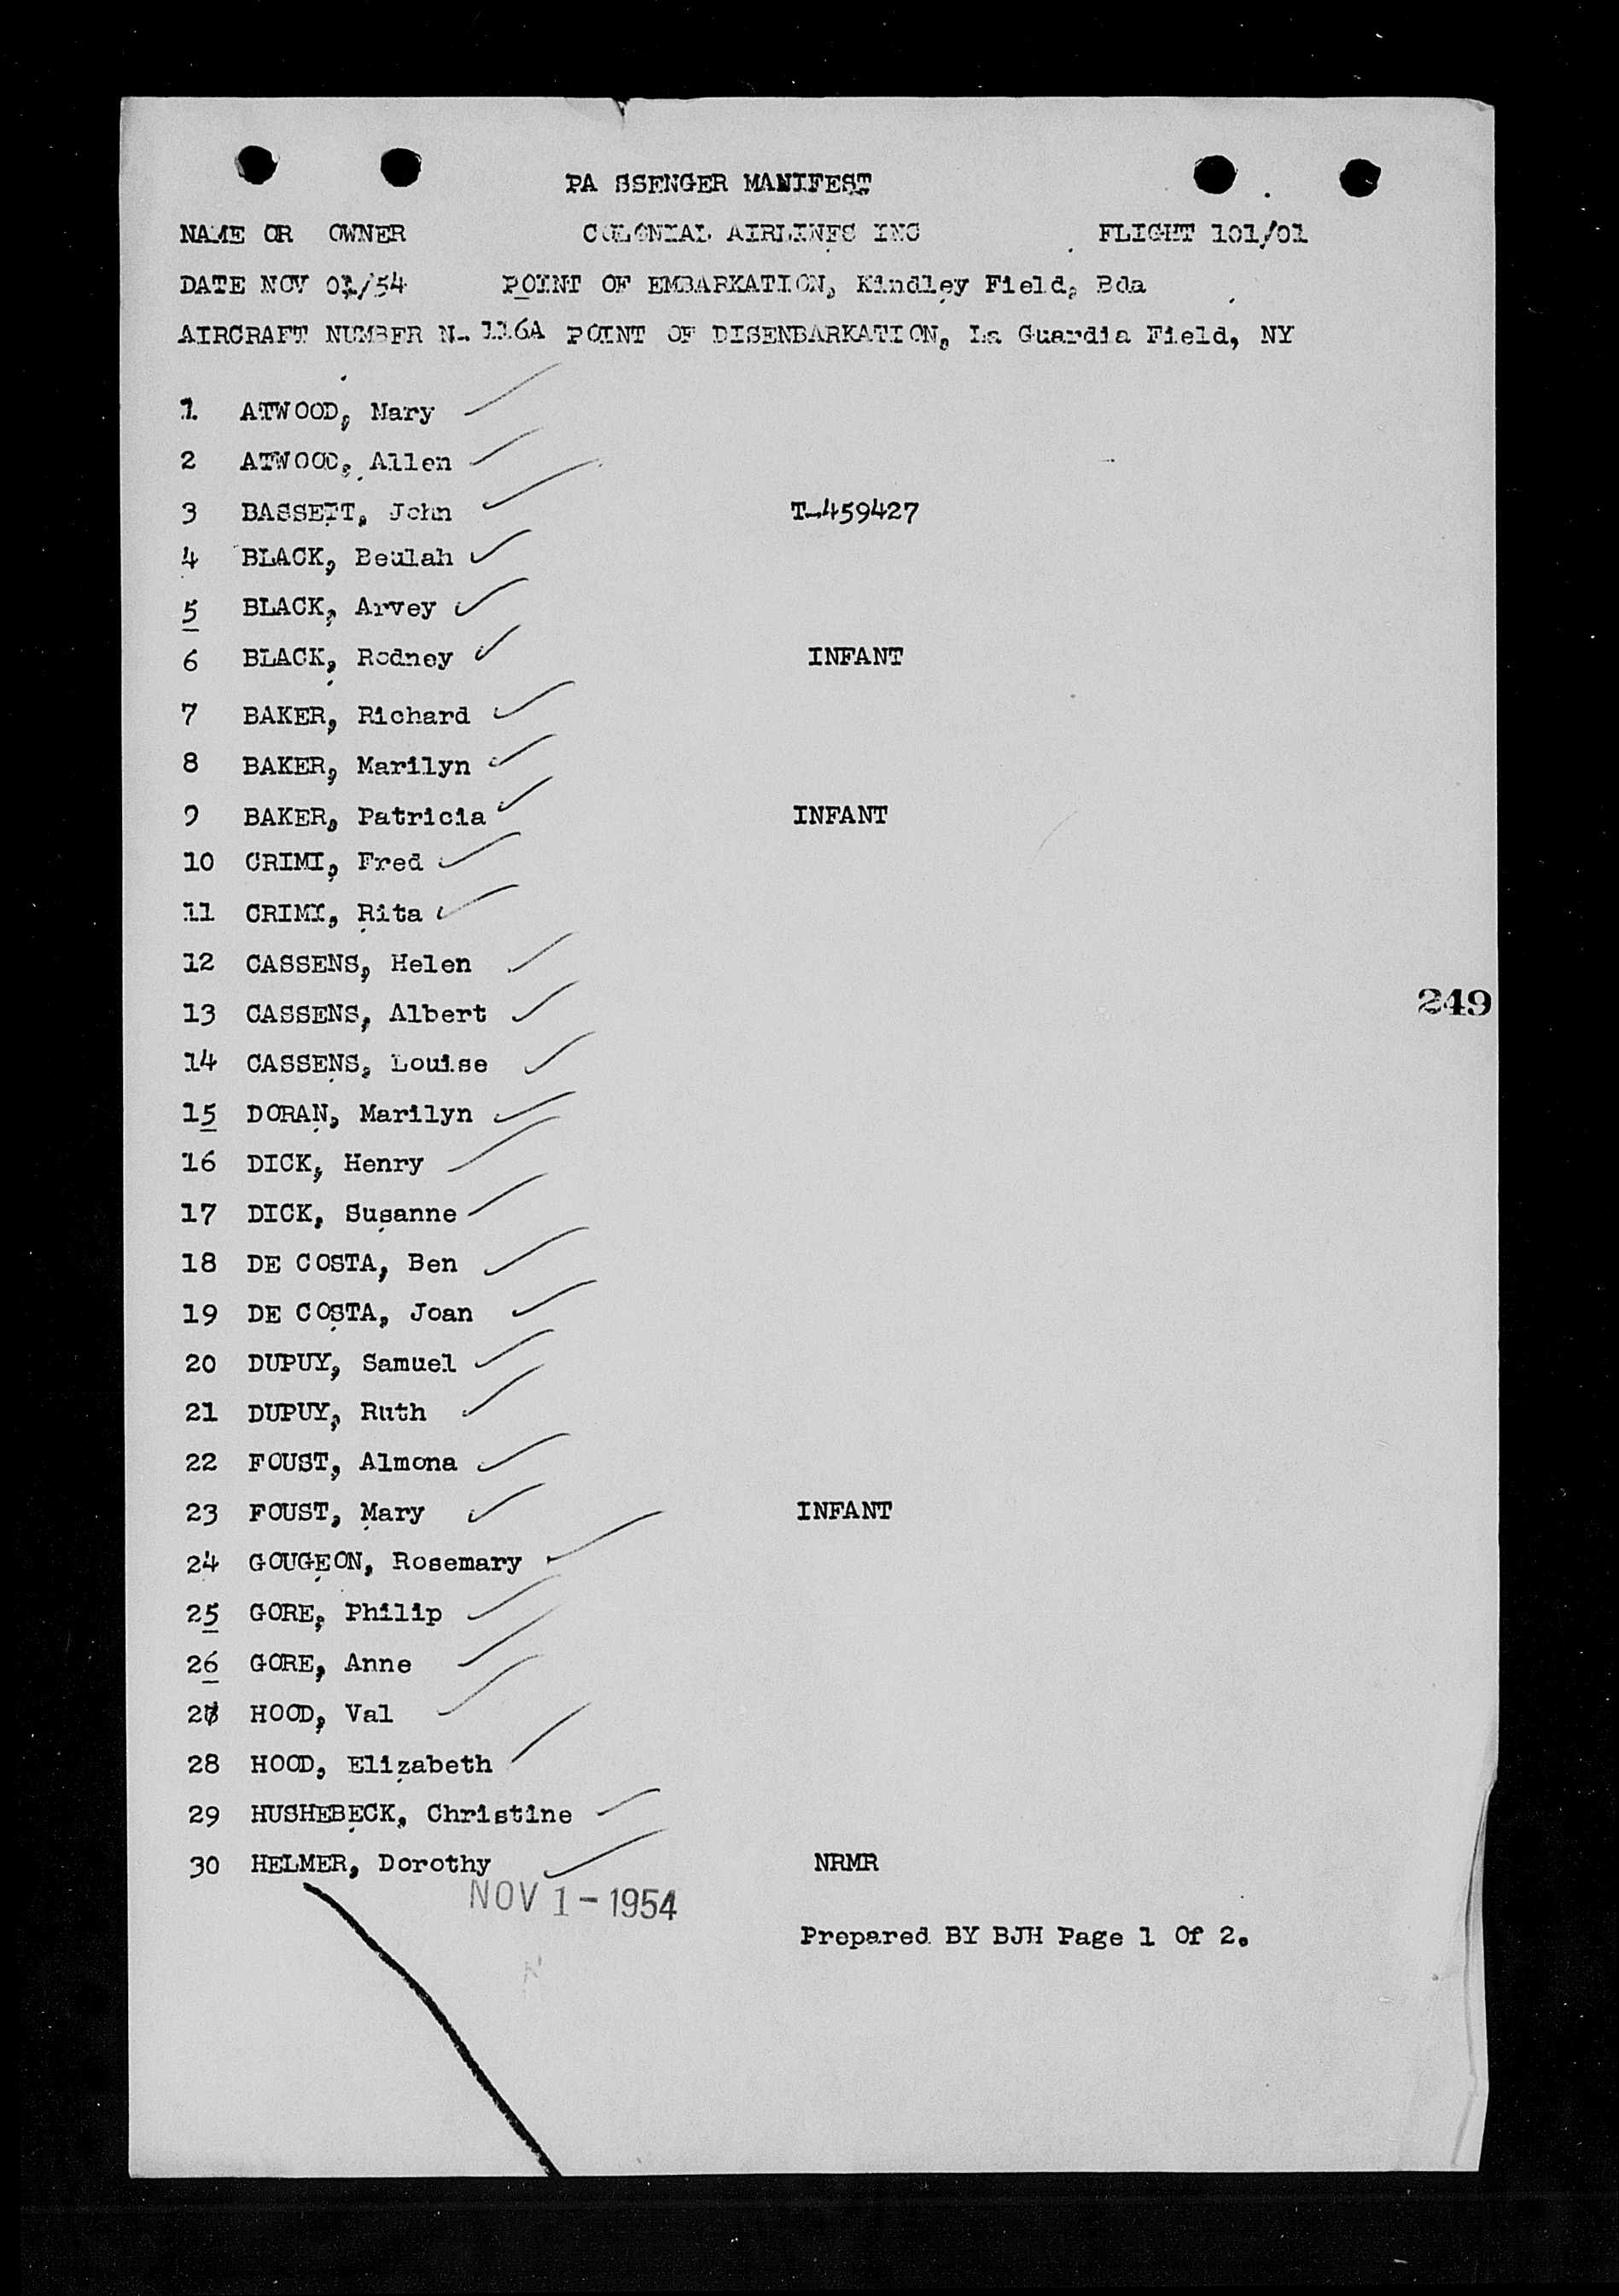 PA SSENGER MANIFEST
NAME OR OWNER COLONIAL AIRLINES INC FLIGHT 101/01
DATE NOV 01/54 POINT OF EMBARKATION, Kindley Field, Bda
AIRCRAFT NUMBER N- 116A POINT OF DISENBARKATION, La Guardia Field, NY
1 ATWOOD, Mary
2 ATWOOD, Allen
3 BASSETT, John T-459427
4 BLACK, Beulah
5 BLACK, Arvey
6 BLACK, Rodney INFANT
7 BAKER, Richard
8 BAKER, Marilyn
9 BAKER, Patricia INFANT
10 CRIMI, Fred
11 CRIMI, Rita
12 CASSENS, Helen
13 CASSENS, Albert
249
14 CASSENS, Louise
15 DORAN, Marilyn
16 DICK, Henry
17 DICK, Susanne
18 DE COSTA, Ben
19 DE COSTA, Joan
20 DUPUY, Samuel
21 DUPUY, Ruth
22 FOUST, Almona
23 FOUST, Mary INFANT
24 GOUGEON, Rosemary
25 GORE, Philip
26 GORE, Anne
27 HOOD, Val
28 HOOD, Elizabeth
29 HUSHEBECK, Christine
30 HELMER, Dorothy NRMR
NOV 1 - 1954
Prepared BY BJH Page 1 Of 2.